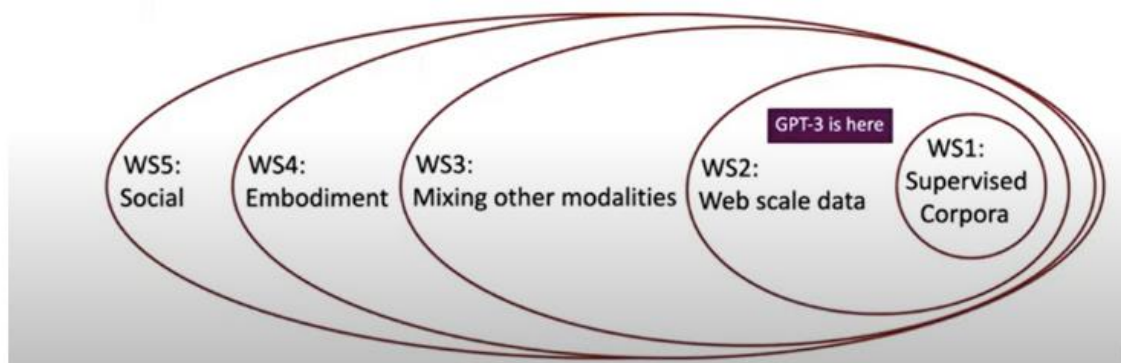 GPT-3 is here
WS5:
Social
WS4:
Embodiment
WS3:
Mixing other modalities
WS2:
Web scale data
WS1:
Supervised
Corpora